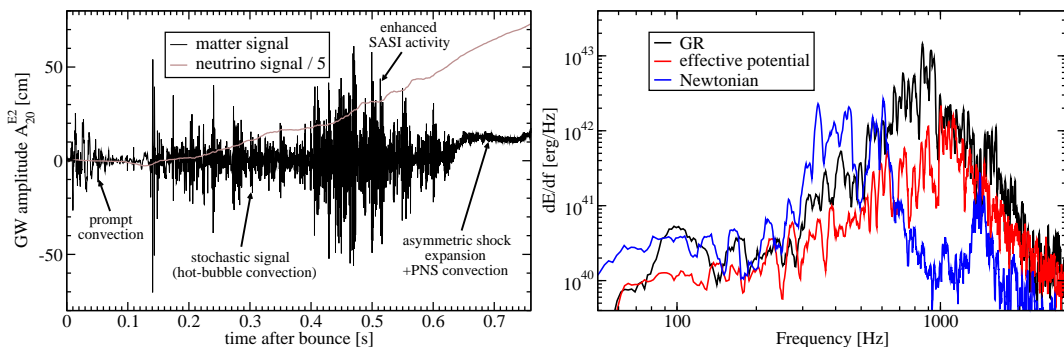 matter signal
neutrino signal / 5
enhanced
SASI activity
prompt
convection
stochastic signal
(hot-bubble convection)
asymmetric shock
expansion
+PNS convection
50
0
-50
GW amplitude A_{20}^{E2} [cm]
0 0.1 0.2 0.3 0.4 0.5 0.6 0.7
time after bounce [s]
GR
effective potential
Newtonian
10^{43}
10^{42}
10^{41}
10^{40}
dE/df [erg/Hz]
100 1000
Frequency [Hz]